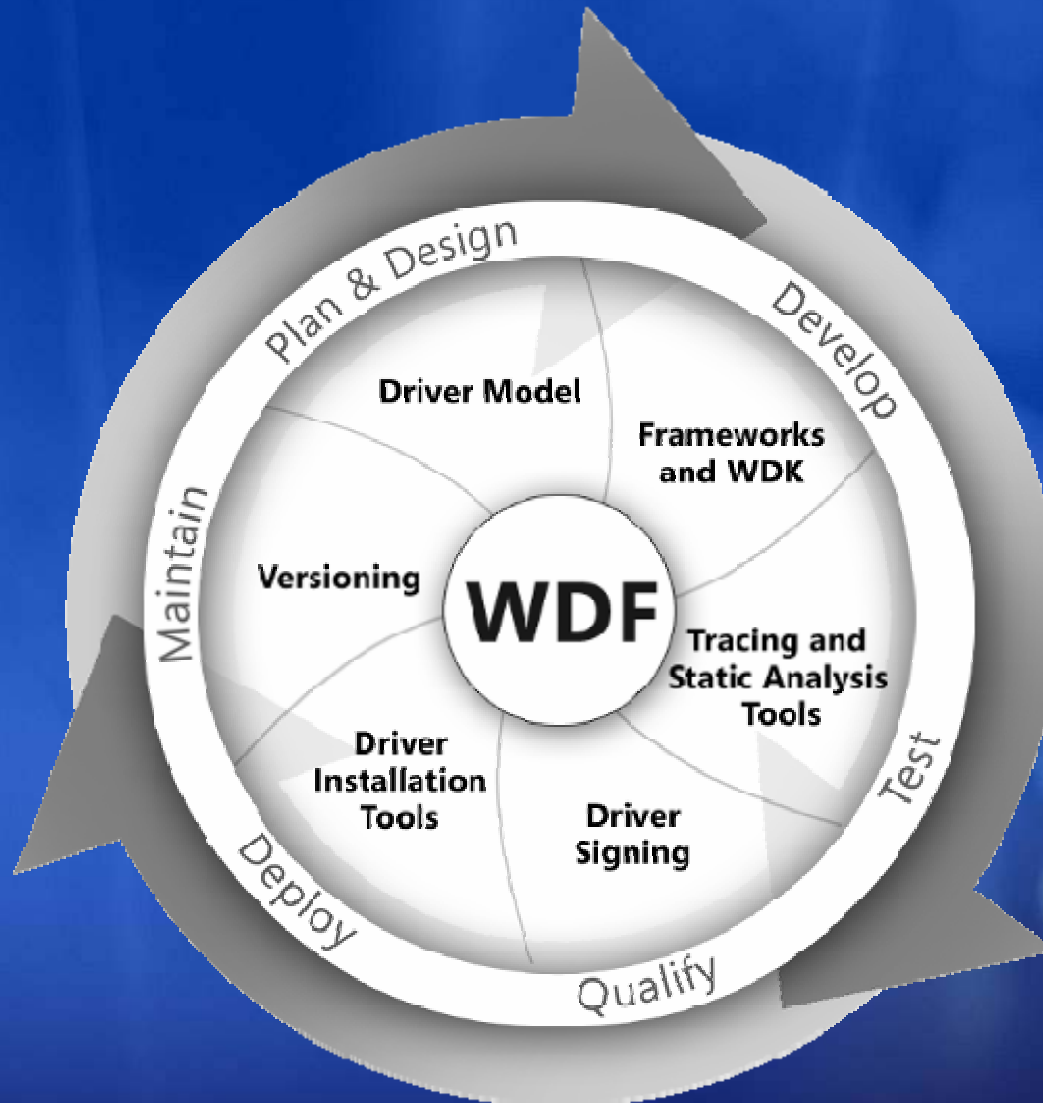 Plan & Design
Develop
Test
Qualify
Deploy
Maintain
Driver Model
Frameworks
and WDK
Tracing and
Static Analysis
Tools
Driver
Signing
Driver
Installation
Tools
Versioning
WDF